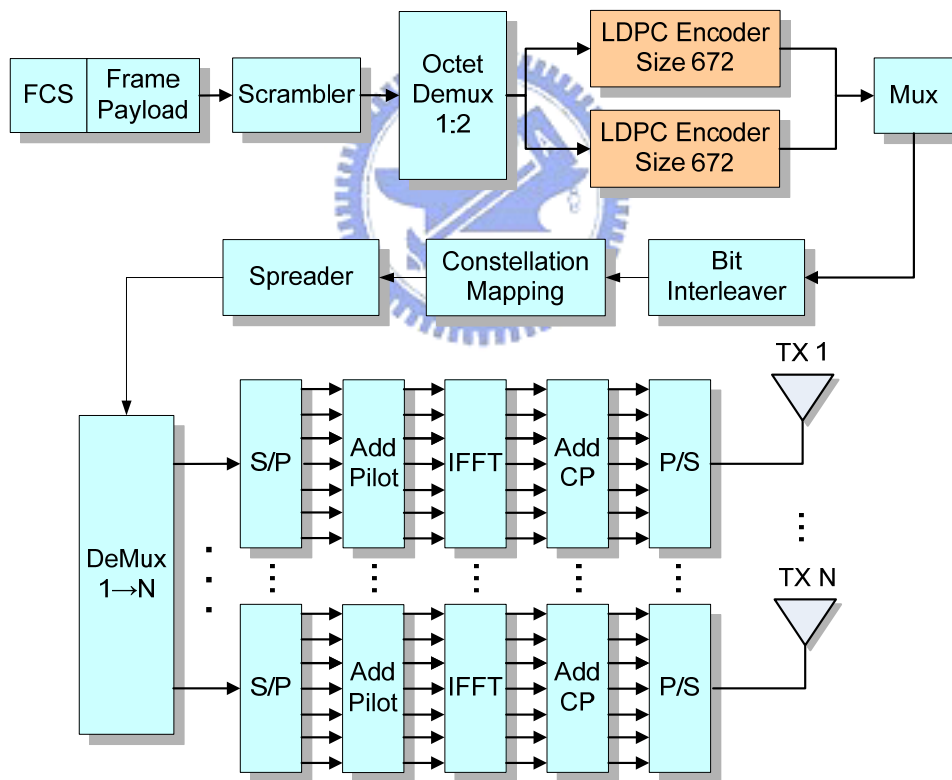 FCS
Frame
Payload
Scrambler
Octet
Demux
1:2
LDPC Encoder
Size 672
LDPC Encoder
Size 672
Mux
Spreader
Constellation
Mapping
Bit
Interleaver
DeMux
1→N
S/P
Add
Pilot
IFFT
Add
CP
P/S
TX 1
S/P
Add
Pilot
IFFT
Add
CP
P/S
TX N